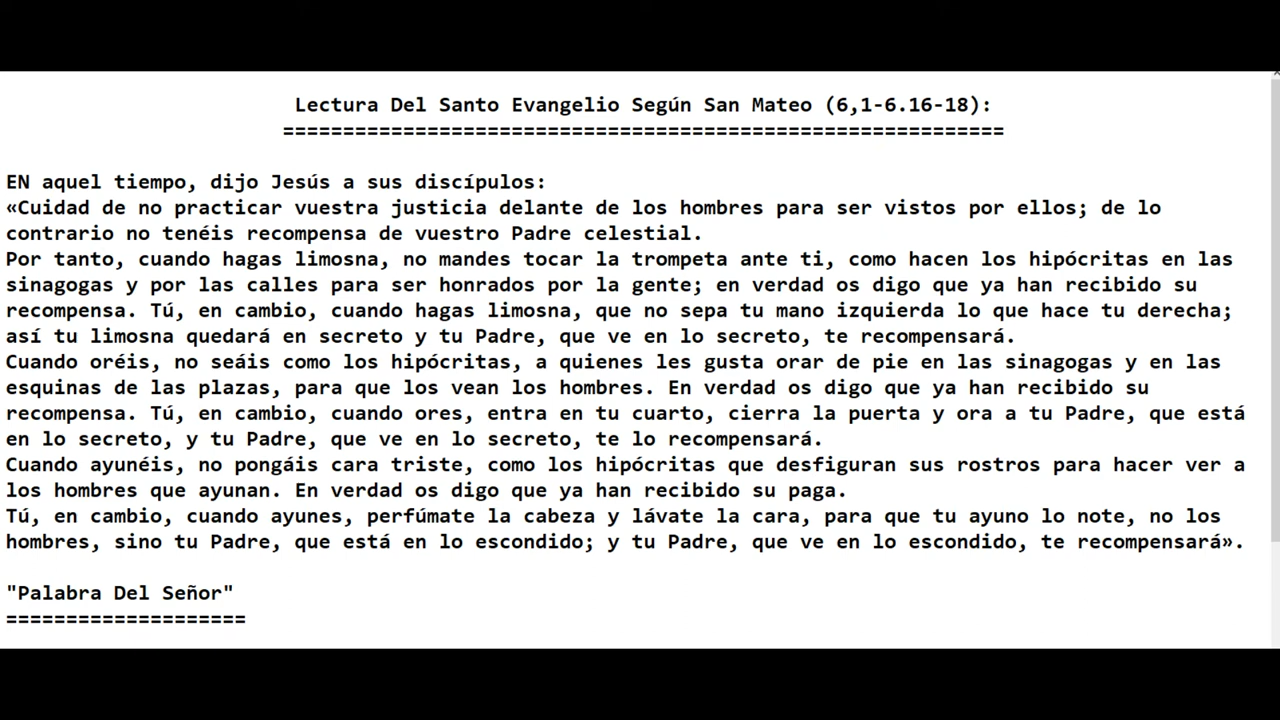 Lectura Del Santo Evangelio Según San Mateo (6,1-6.16-18):
============================================================
EN aquel tiempo, dijo Jesús a sus discípulos:
«Cuidad de no practicar vuestra justicia delante de los hombres para ser vistos por ellos; de lo
contrario no tenéis recompensa de vuestro Padre celestial.
Por tanto, cuando hagas limosna, no mandes tocar la trompeta ante ti, como hacen los hipócritas en las
sinagogas y por las calles para ser honrados por la gente; en verdad os digo que ya han recibido su
recompensa. Tú, en cambio, cuando hagas limosna, que no sepa tu mano izquierda lo que hace tu derecha;
así tu limosna quedará en secreto y tu Padre, que ve en lo secreto, te recompensará.
Cuando oréis, no seáis como los hipócritas, a quienes les gusta orar de pie en las sinagogas y en las
esquinas de las plazas, para que los vean los hombres. En verdad os digo que ya han recibido su
recompensa. Tú, en cambio, cuando ores, entra en tu cuarto, cierra la puerta y ora a tu Padre, que está
en lo secreto, y tu Padre, que ve en lo secreto, te lo recompensará.
Cuando ayunéis, no pongáis cara triste, como los hipócritas que desfiguran sus rostros para hacer ver a
los hombres que ayunan. En verdad os digo que ya han recibido su paga.
Tú, en cambio, cuando ayunes, perfúmate la cabeza y lávate la cara, para que tu ayuno lo note, no los
hombres, sino tu Padre, que está en lo escondido; y tu Padre, que ve en lo escondido, te recompensará».
"Palabra Del Señor"
====================